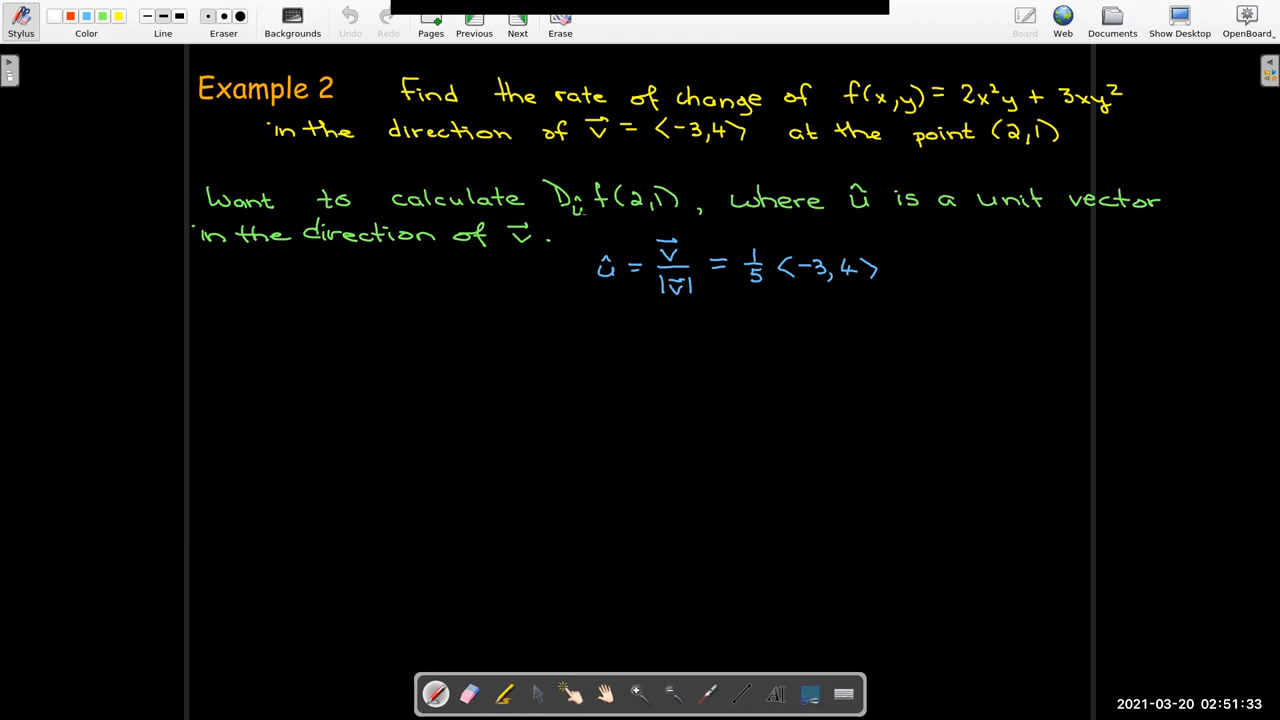 Stylus
Color
Line
Eraser
Backgrounds
Undo
Redo
Pages
Previous
Next
Erase
Board
Web
Documents
Show Desktop
OpenBoard
Example 2 Find the rate of change of f(x,y) = 2x²y + 3xy²
in the direction of v⃗ = <-3,4> at the point (2,1)
Want to calculate D_û f(2,1), where û is a unit vector
in the direction of v⃗.
û = v⃗/|v⃗| = 1/5 <-3,4>
2021-03-20 02:51:33